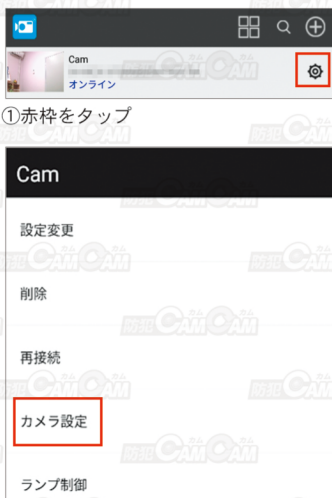 Cam
オンライン
①赤枠をタップ
Cam
設定変更
削除
再接続
カメラ設定
ランプ制御